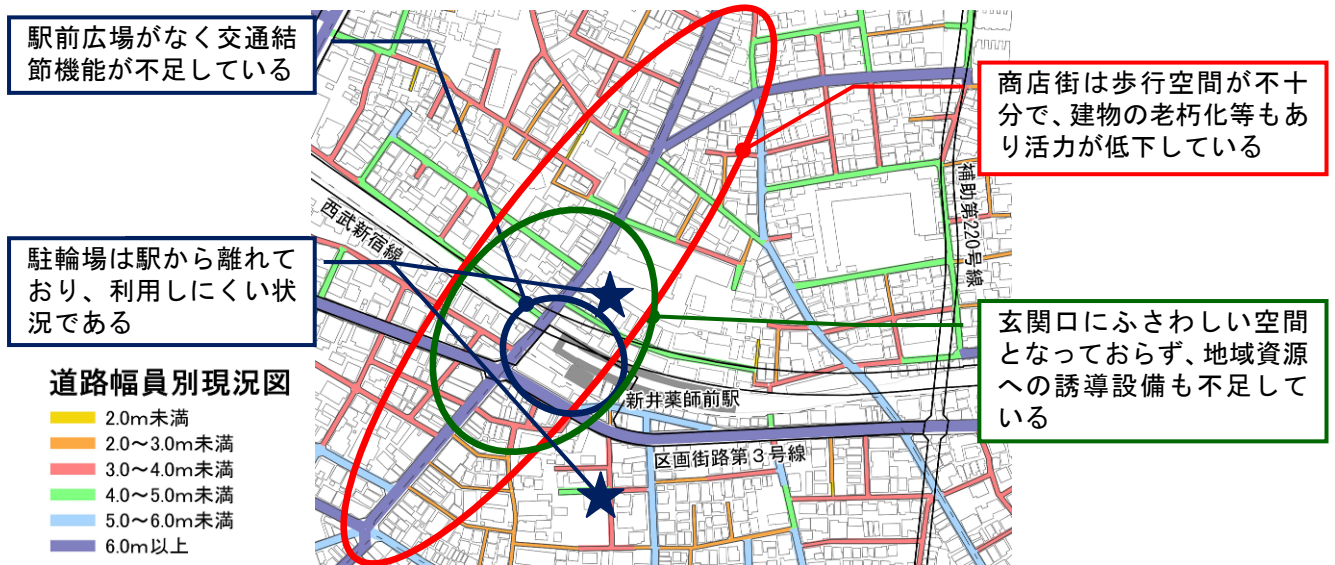 駅前広場がなく交通結
節機能が不足している
商店街は歩行空間が不十
分で、建物の老朽化等もあ
り活力が低下している
西武新宿線
補助第220号線
駐輪場は駅から離れて
おり、利用しにくい状
況である
玄関口にふさわしい空間
となっておらず、地域資源
への誘導設備も不足して
いる
新井薬師前駅
区画街路第3号線
道路幅員別現況図
2.0m未満
2.0～3.0m未満
3.0～4.0m未満
4.0～5.0m未満
5.0～6.0m未満
6.0m以上